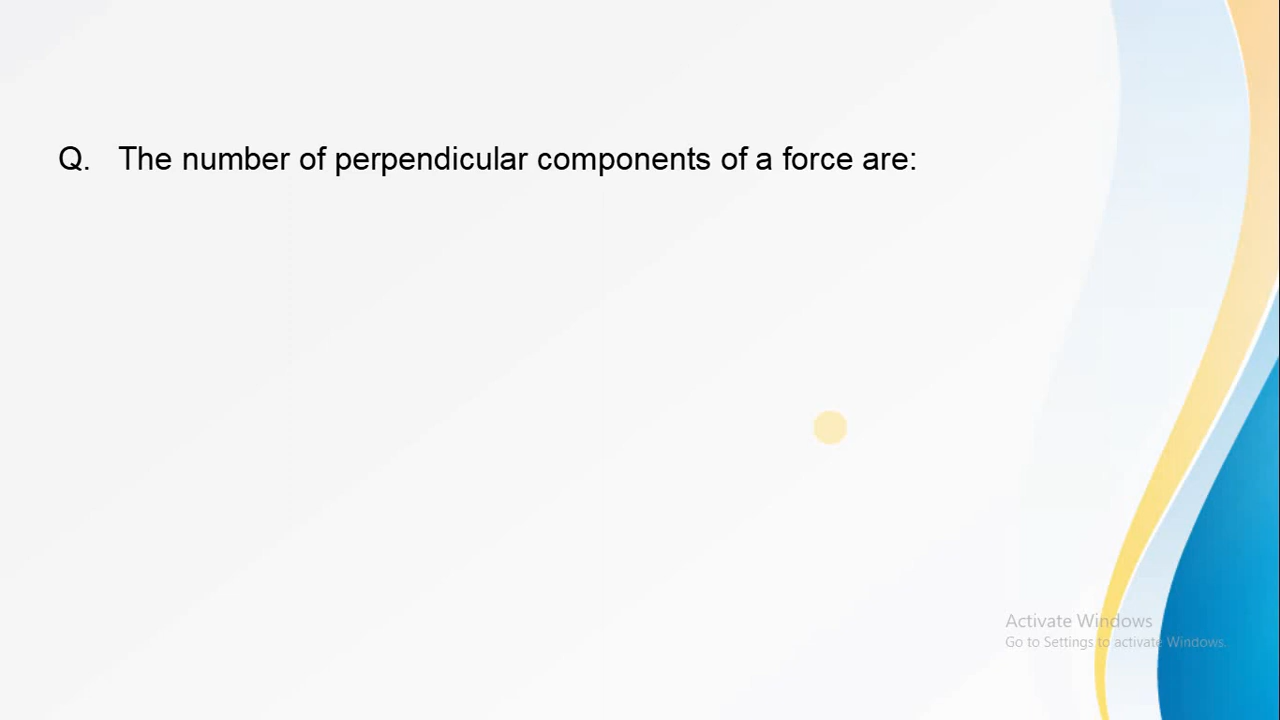 Q. The number of perpendicular components of a force are:
Activate Windows
Go to Settings to activate Windows.